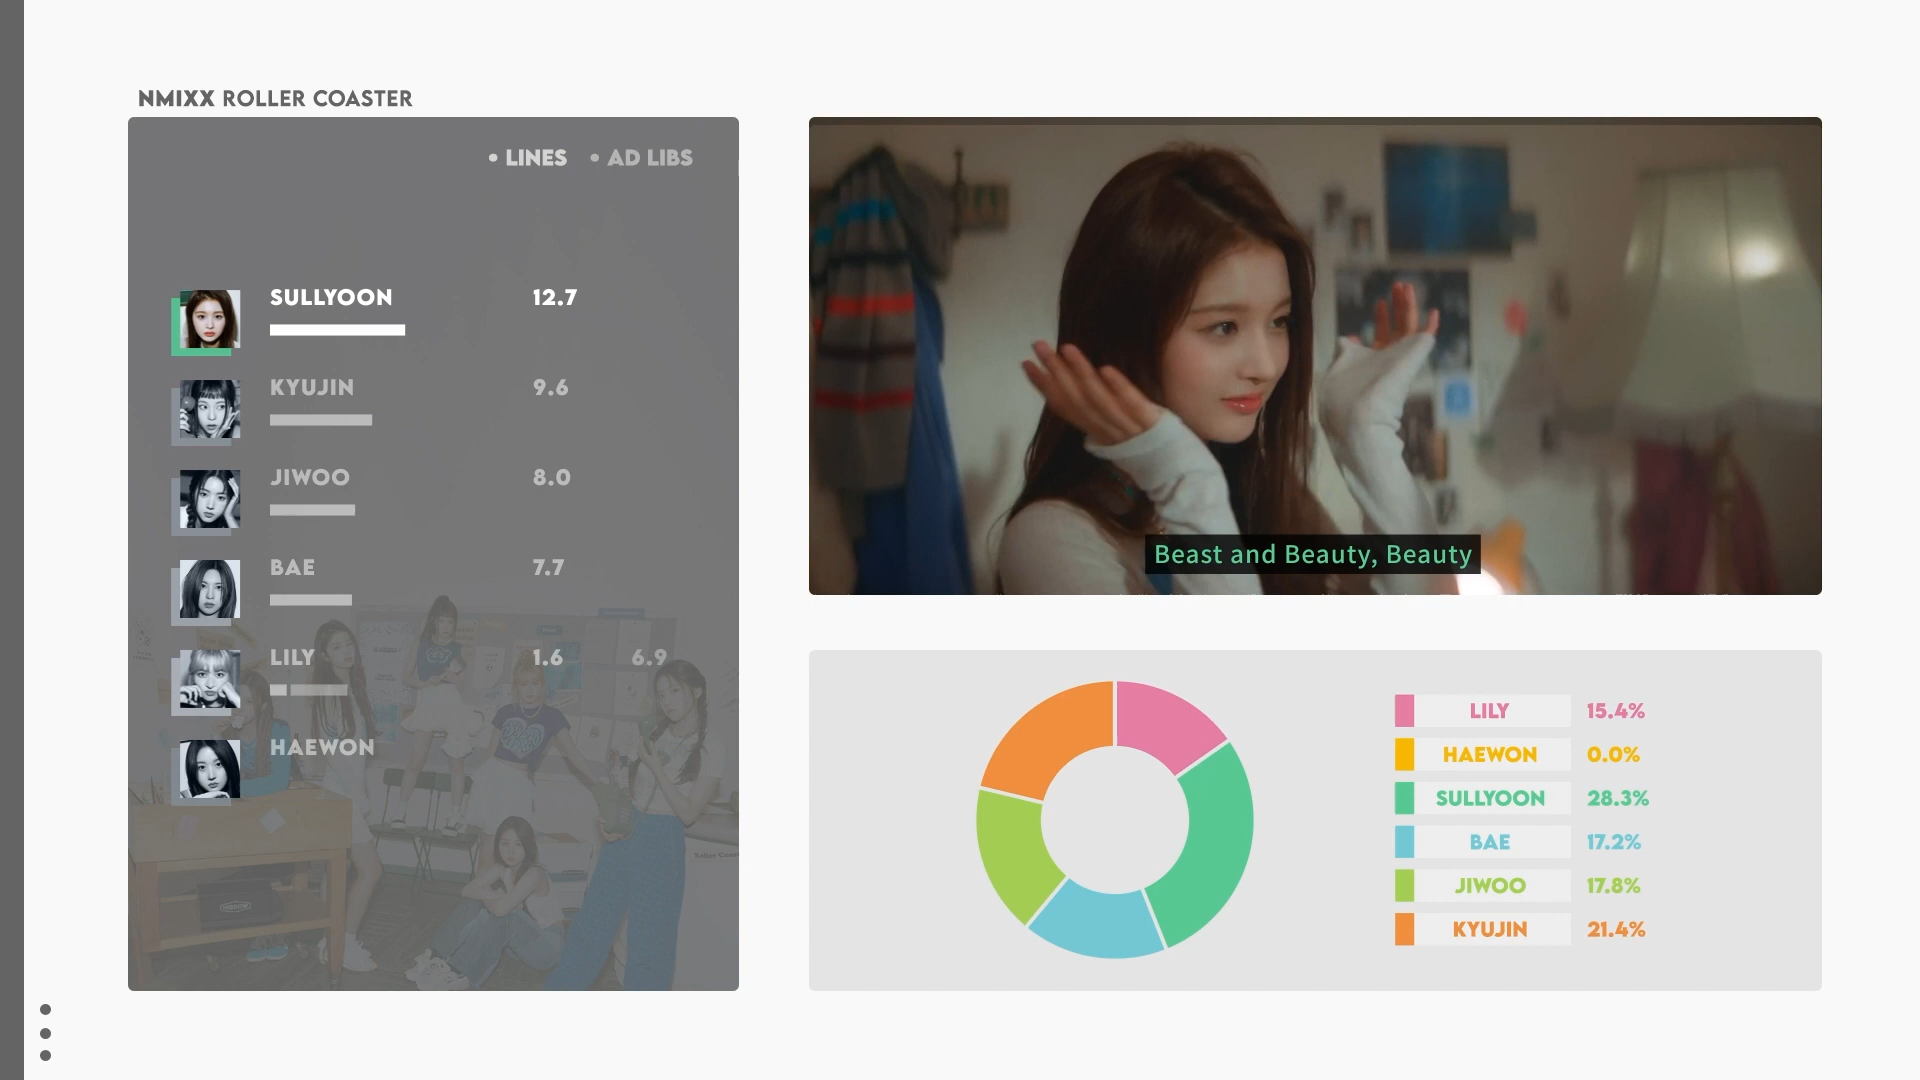 NMIXX ROLLER COASTER
• LINES • AD LIBS
SULLYOON 12.7
KYUJIN 9.6
JIWOO 8.0
BAE 7.7
LILY 1.6 6.9
HAEWON
Beast and Beauty, Beauty
LILY 15.4%
HAEWON 0.0%
SULLYOON 28.3%
BAE 17.2%
JIWOO 17.8%
KYUJIN 21.4%